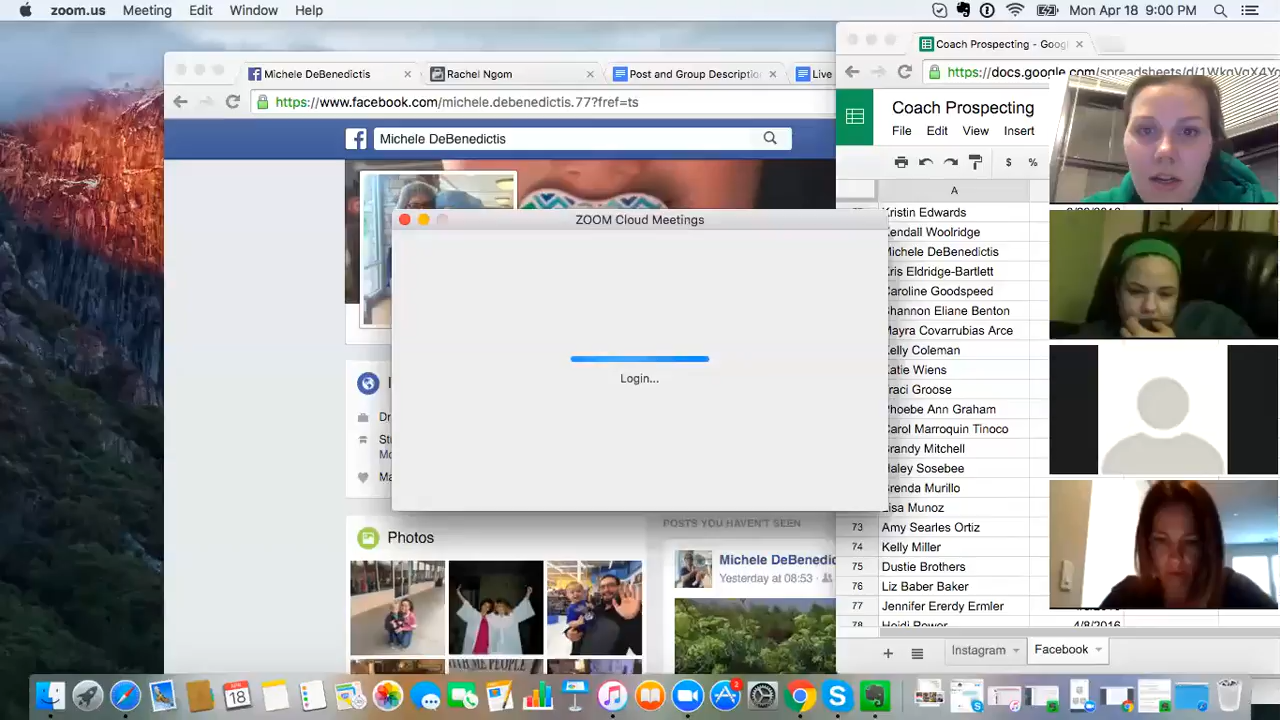 zoom.us Meeting Edit Window Help
Mon Apr 18 9:00 PM
Michele DeBenedictis
Rachel Ngom
Post and Group Description
Live
https://www.facebook.com/michele.debenedictis.77?fref=ts
Michele DeBenedictis
ZOOM Cloud Meetings
Login...
Photos
POSTS YOU HAVEN'T SEEN
Michele DeBenedic
Yesterday at 08:53
WITH ME PEOPLE
Coach Prospecting - Goog
Coach Prospecting
File Edit View Insert
$ %
A
Kristin Edwards
Kendall Woolridge
Michele DeBenedictis
Kris Eldridge-Bartlett
Caroline Goodspeed
Shannon Eliane Benton
Mayra Covarrubias Arce
Kelly Coleman
Katie Wiens
Traci Groose
Phoebe Ann Graham
Carol Marroquin Tinoco
Brandy Mitchell
Haley Sosebee
Brenda Murillo
Lisa Munoz
73 Amy Searles Ortiz
74 Kelly Miller
75 Dustie Brothers
76 Liz Baber Baker
77 Jennifer Ererdy Ermler
78 4/8/2016
Instagram Facebook
18